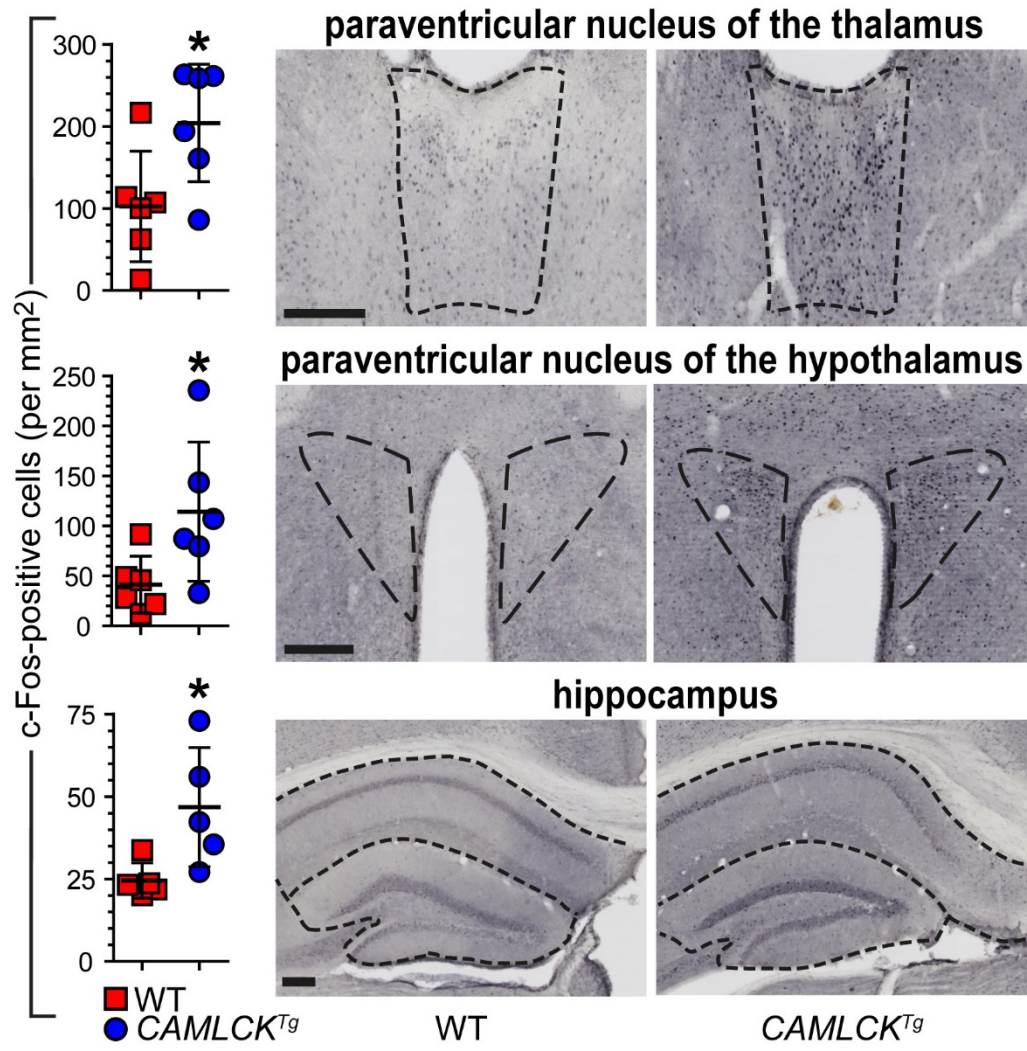 c-Fos-positive cells (per mm²)
paraventricular nucleus of the thalamus
300
200
100
0
*
paraventricular nucleus of the hypothalamus
250
200
150
100
50
0
*
hippocampus
75
50
25
0
*
WT
CAMLCKᵀᵍ
WT
CAMLCKᵀᵍ